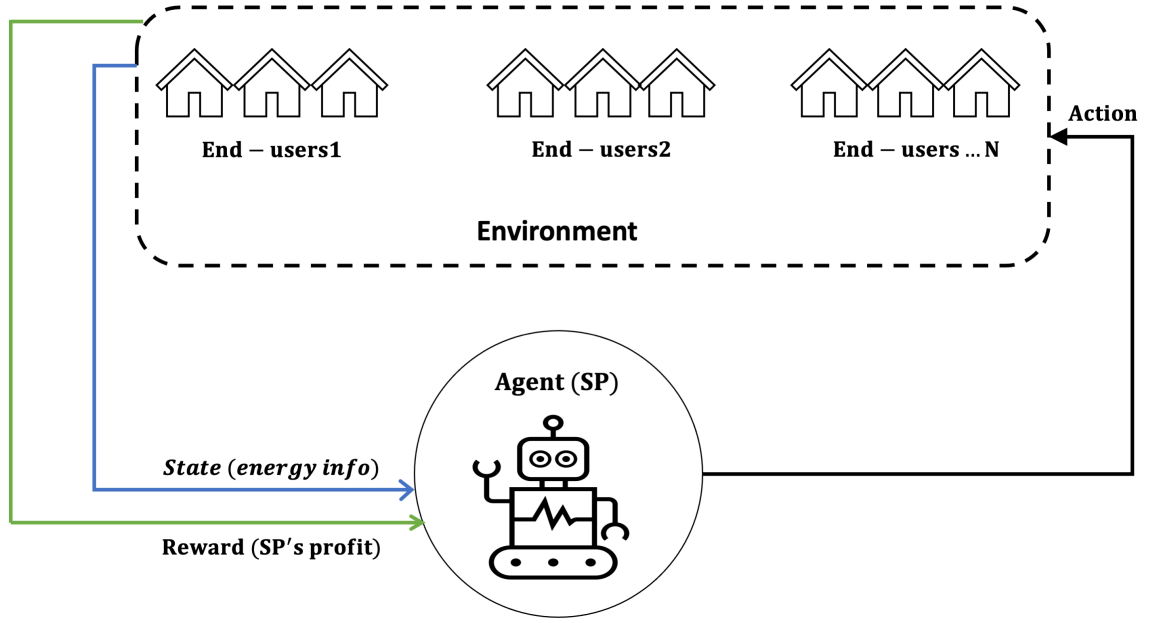 Action
End – users1
End – users2
End – users … N
Environment
Agent (SP)
State (energy info)
Reward (SP′s profit)